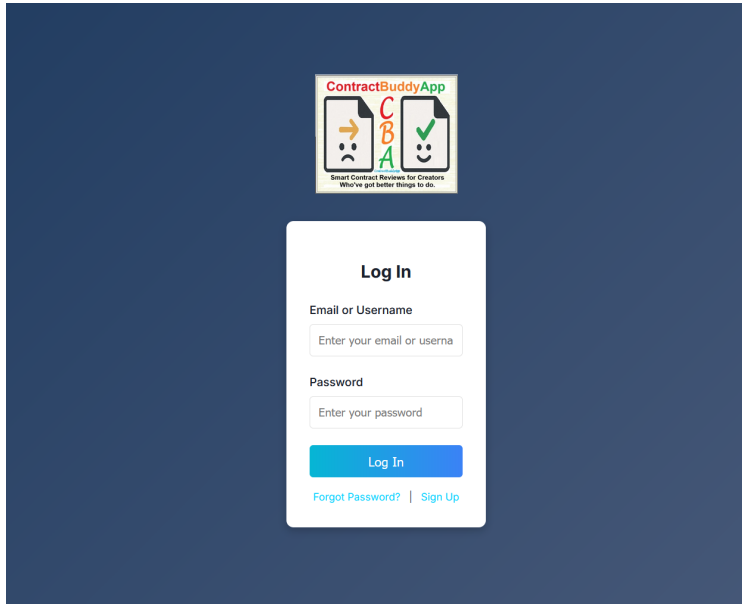 ContractBuddyApp
C
B
A
Smart Contract Reviews for Creators
Who've got better things to do.
Log In
Email or Username
Enter your email or userna
Password
Enter your password
Log In
Forgot Password? | Sign Up